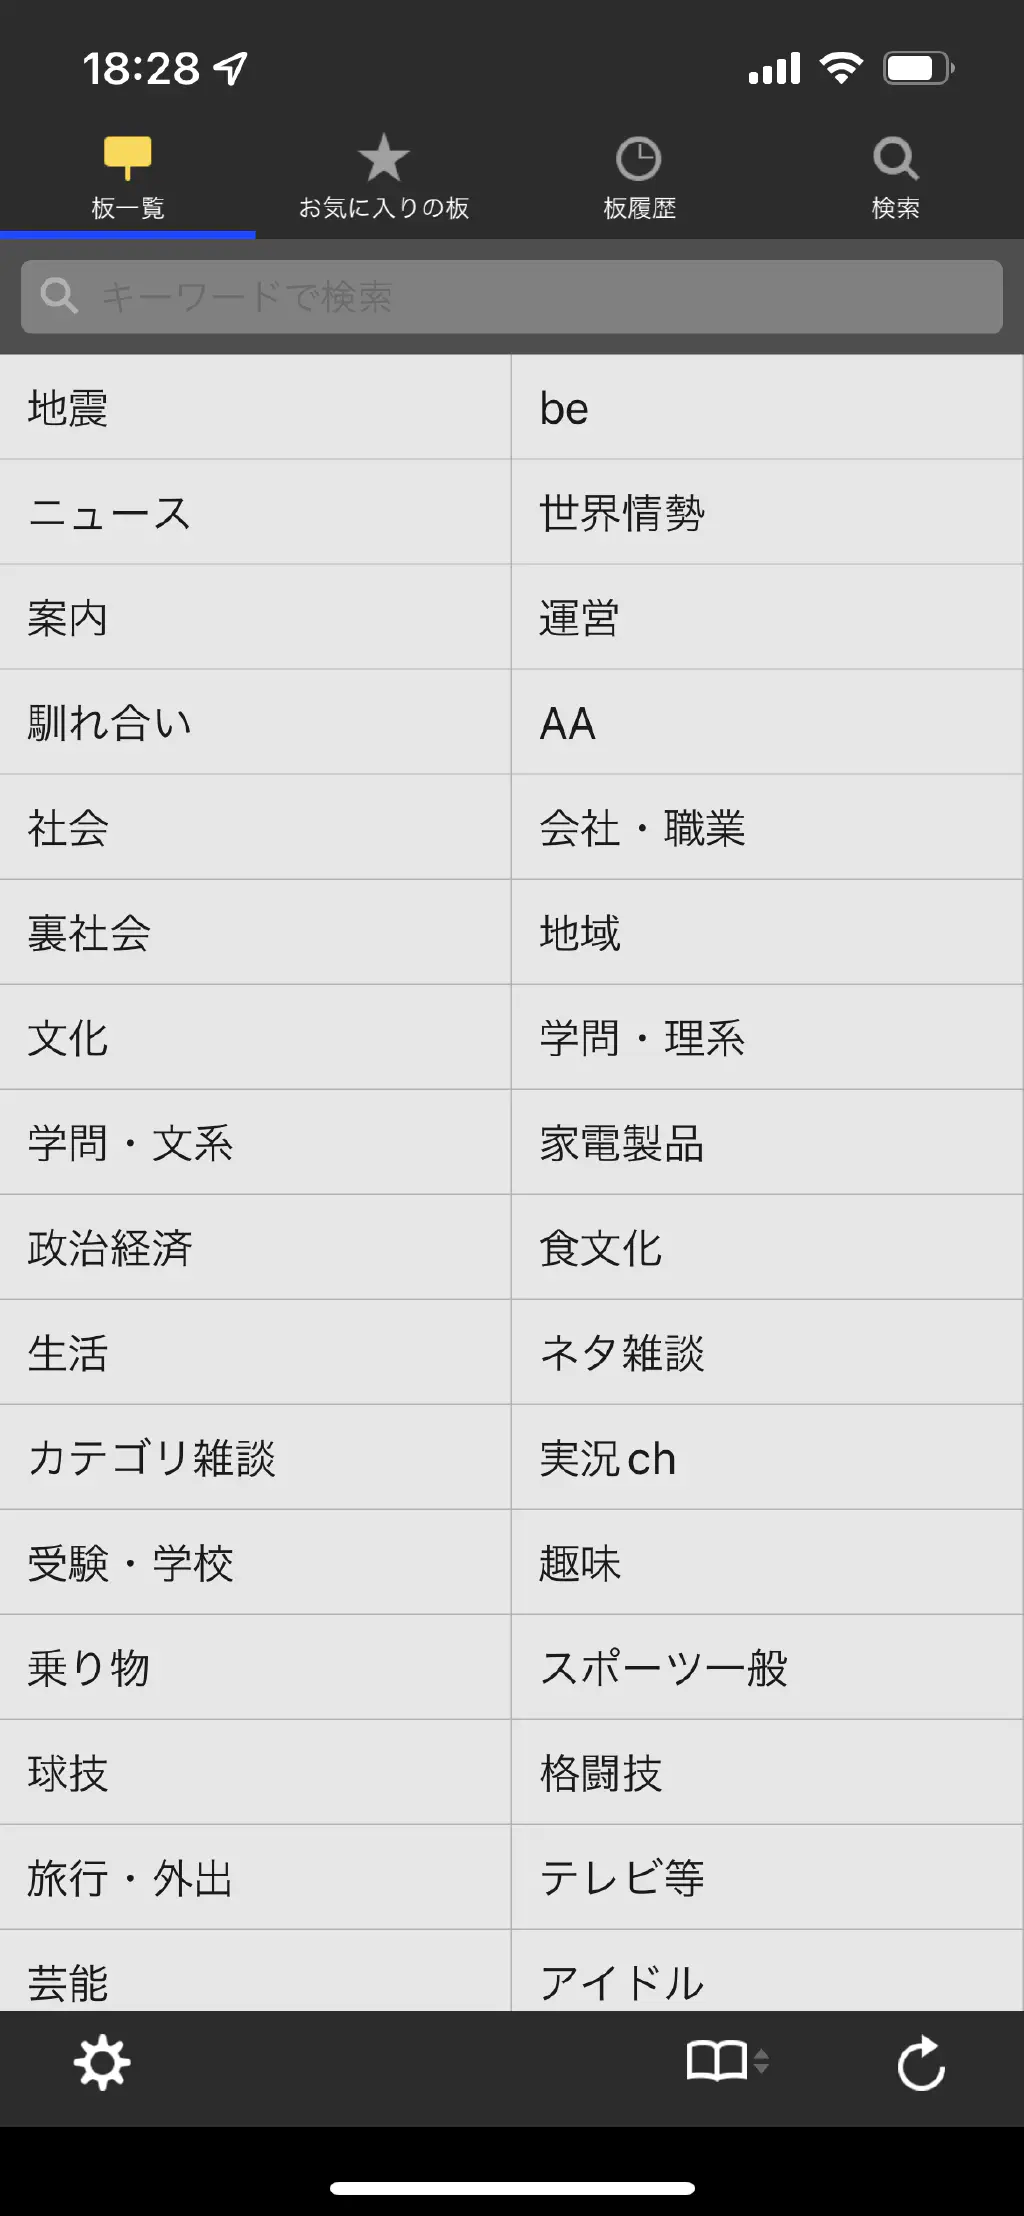 18:28
板一覧
お気に入りの板
板履歴
検索
キーワードで検索
地震
be
ニュース
世界情勢
案内
運営
馴れ合い
AA
社会
会社・職業
裏社会
地域
文化
学問・理系
学問・文系
家電製品
政治経済
食文化
生活
ネタ雑談
カテゴリ雑談
実況ch
受験・学校
趣味
乗り物
スポーツ一般
球技
格闘技
旅行・外出
テレビ等
芸能
アイドル